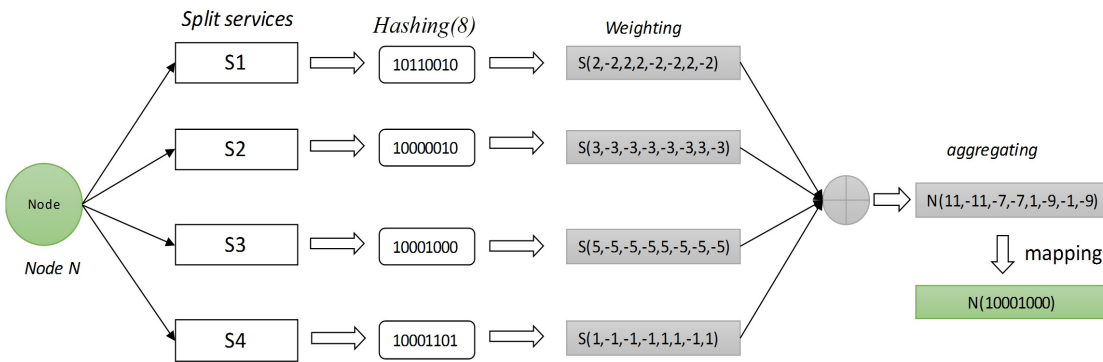 Split services
Hashing(8)
Weighting
S1
10110010
S(2,-2,2,2,-2,-2,2,-2)
S2
10000010
S(3,-3,-3,-3,-3,-3,3,-3)
aggregating
Node
N(11,-11,-7,-7,1,-9,-1,-9)
S3
10001000
S(5,-5,-5,-5,5,-5,-5,-5)
Node N
mapping
N(10001000)
S4
10001101
S(1,-1,-1,-1,1,1,-1,1)